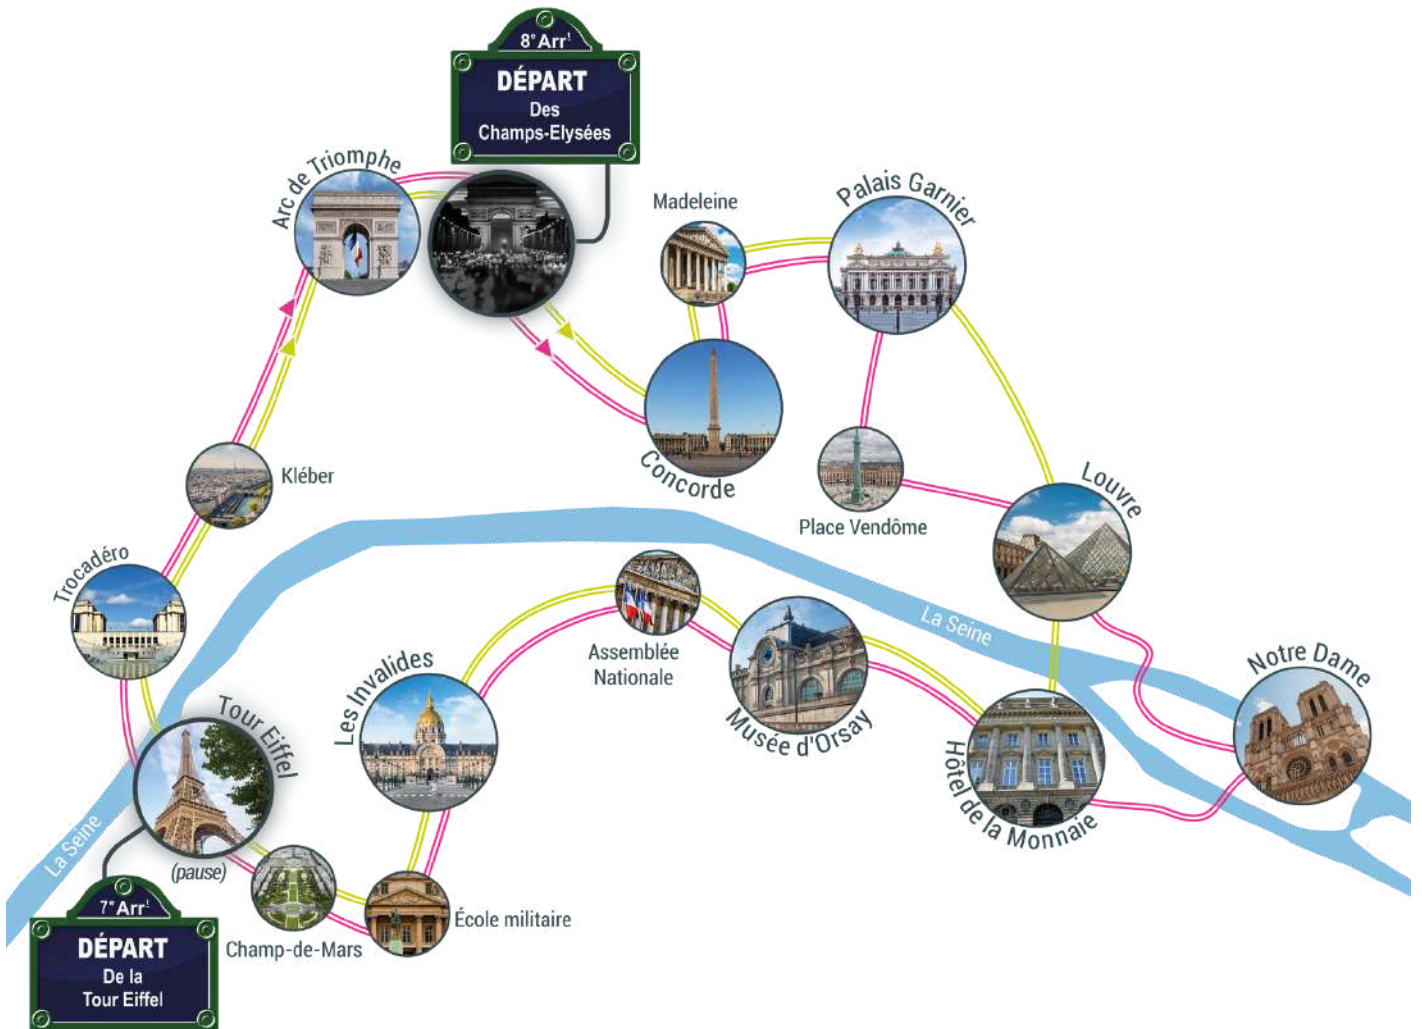 8e Arrt
DÉPART
Des
Champs-Elysées
Arc de Triomphe
Madeleine
Palais Garnier
Concorde
Kléber
Louvre
Place Vendôme
Trocadéro
La Seine
Assemblée
Nationale
Notre Dame
Les Invalides
Musée d'Orsay
Tour Eiffel
Hôtel de la Monnaie
La Seine
(pause)
École militaire
Champ-de-Mars
7e Arrt
DÉPART
De la
Tour Eiffel